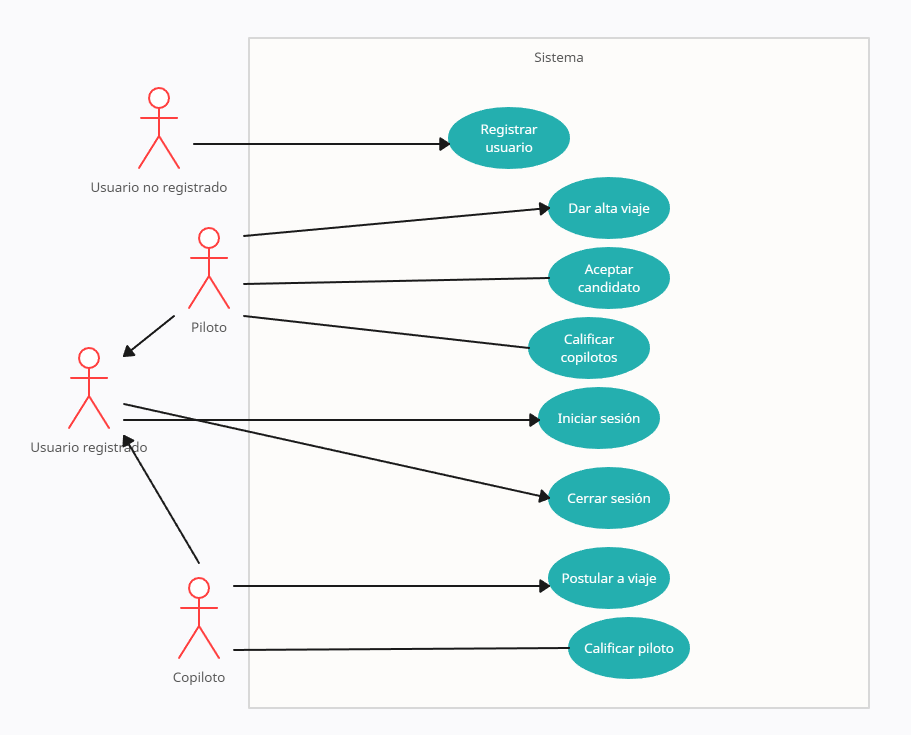 Sistema
Registrar
usuario
Usuario no registrado
Dar alta viaje
Aceptar
candidato
Piloto
Calificar
copilotos
Iniciar sesión
Usuario registrado
Cerrar sesión
Postular a viaje
Calificar piloto
Copiloto